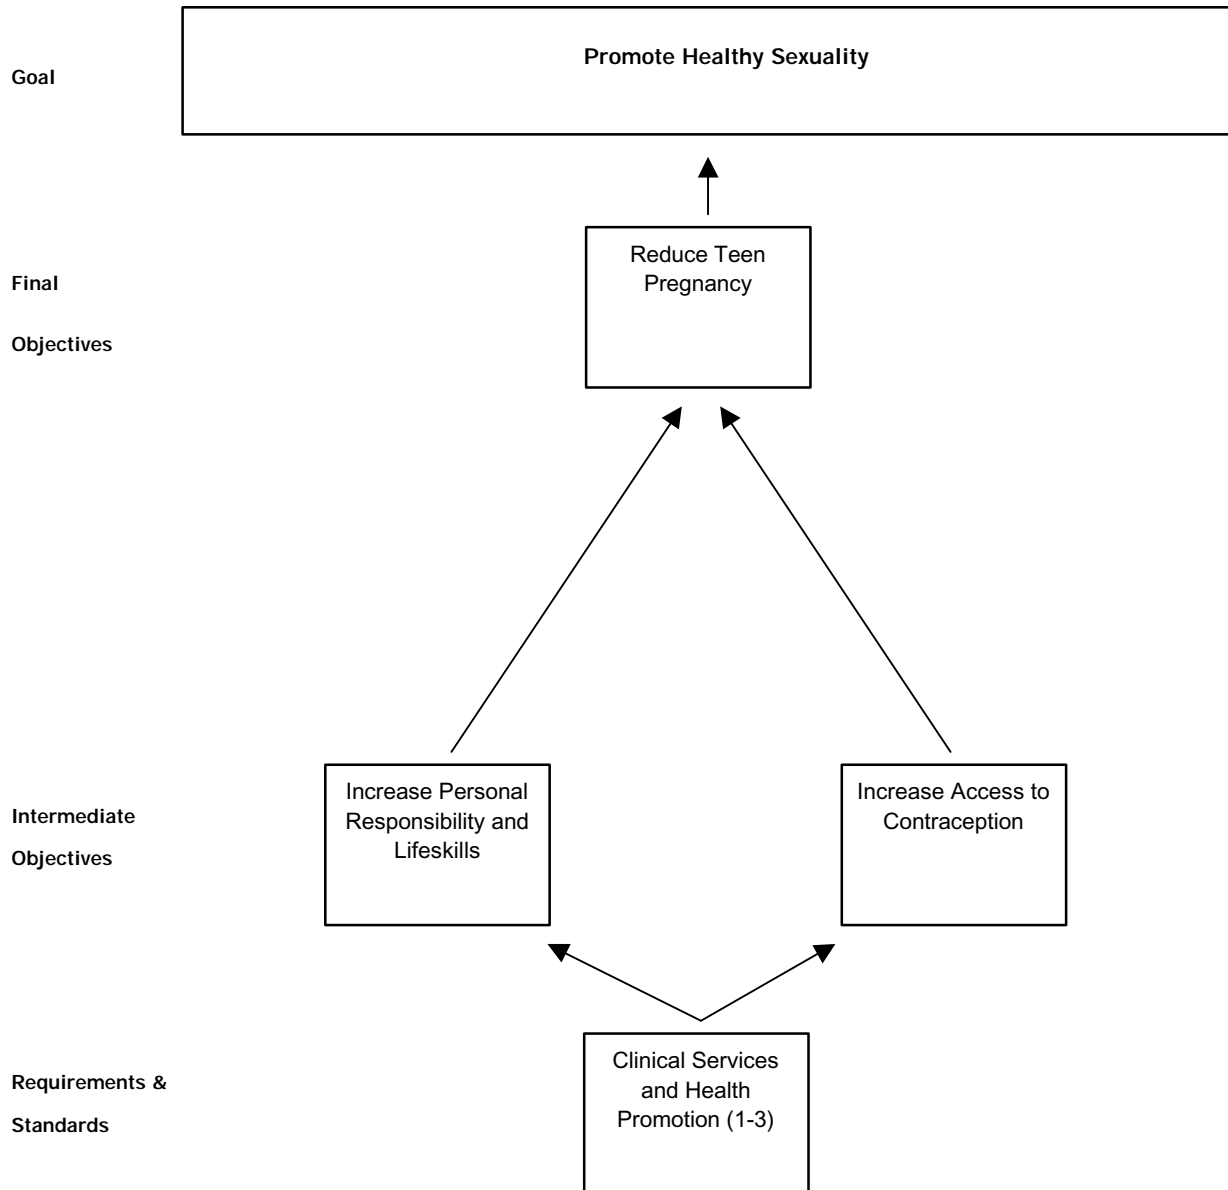 Goal
Promote Healthy Sexuality
Final
Objectives
Reduce Teen
Pregnancy
Intermediate
Objectives
Increase Personal
Responsibility and
Lifeskills
Increase Access to
Contraception
Requirements &
Standards
Clinical Services
and Health
Promotion (1-3)